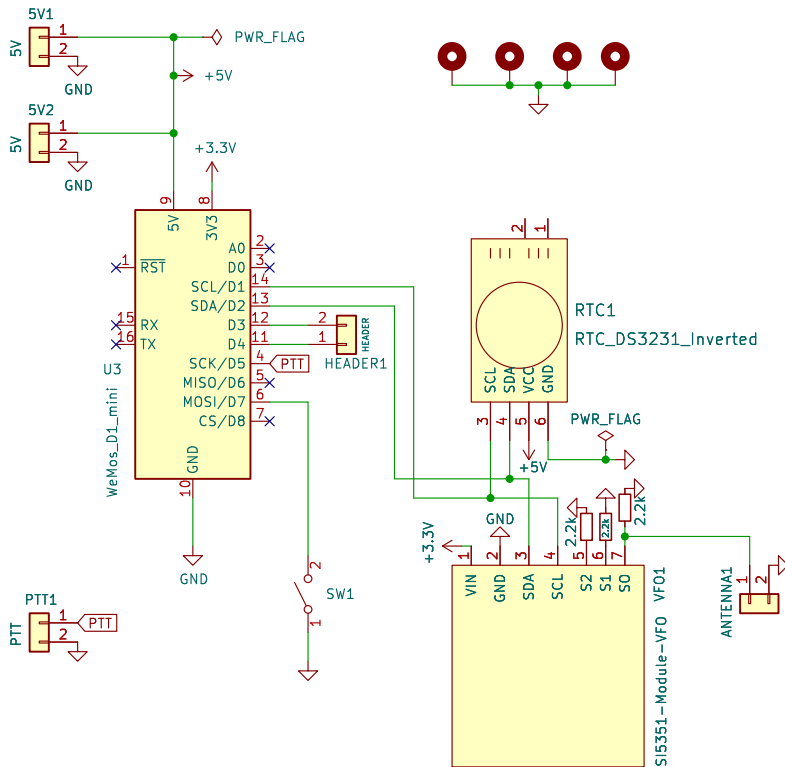 5V1
5V
1
2
GND
PWR_FLAG
+5V
5V2
5V
1
2
GND
+3.3V
9
8
5V
3V3
1
RST
15
RX
16
TX
A0
2
D0
3
SCL/D1
14
SDA/D2
13
D3
12
D4
11
SCK/D5
4
PTT
MISO/D6
5
MOSI/D7
6
CS/D8
7
U3
WeMos_D1_mini
GND
10
GND
2
1
HEADER
HEADER1
2
1
SW1
PTT1
PTT
1
2
PTT
2
1
RTC1
RTC_DS3231_Inverted
SCL
SDA
VCC
GND
3
4
5
6
+5V
PWR_FLAG
+3.3V
GND
2.2k
2.2k
2.2k
1
2
3
4
5
6
7
VIN
GND
SDA
SCL
S2
S1
S0
VFO1
SI5351-Module-VFO
ANTENNA1
1
2